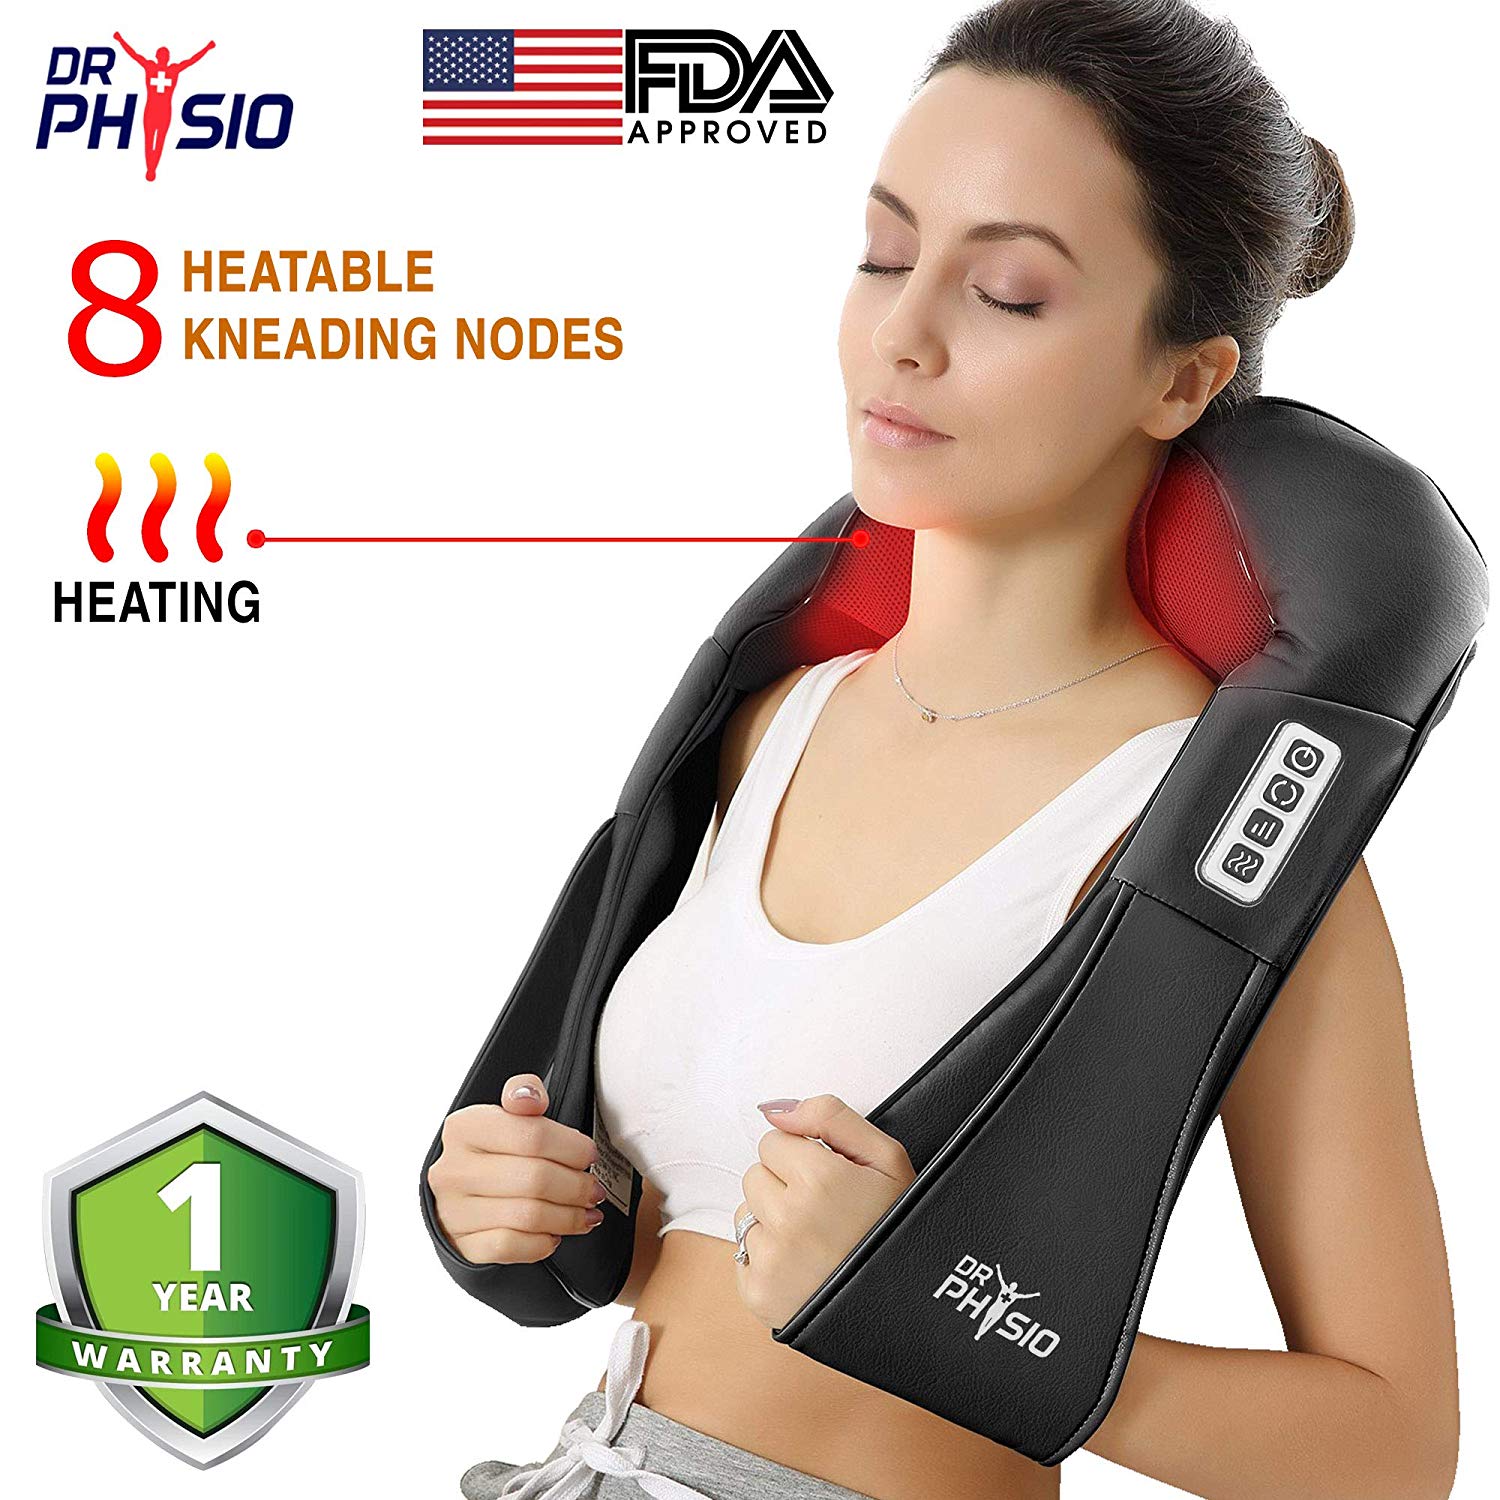 DR
PHYSIO
FDA
APPROVED
8 HEATABLE
KNEADING NODES
HEATING
1
YEAR
WARRANTY
DR
PHYSIO